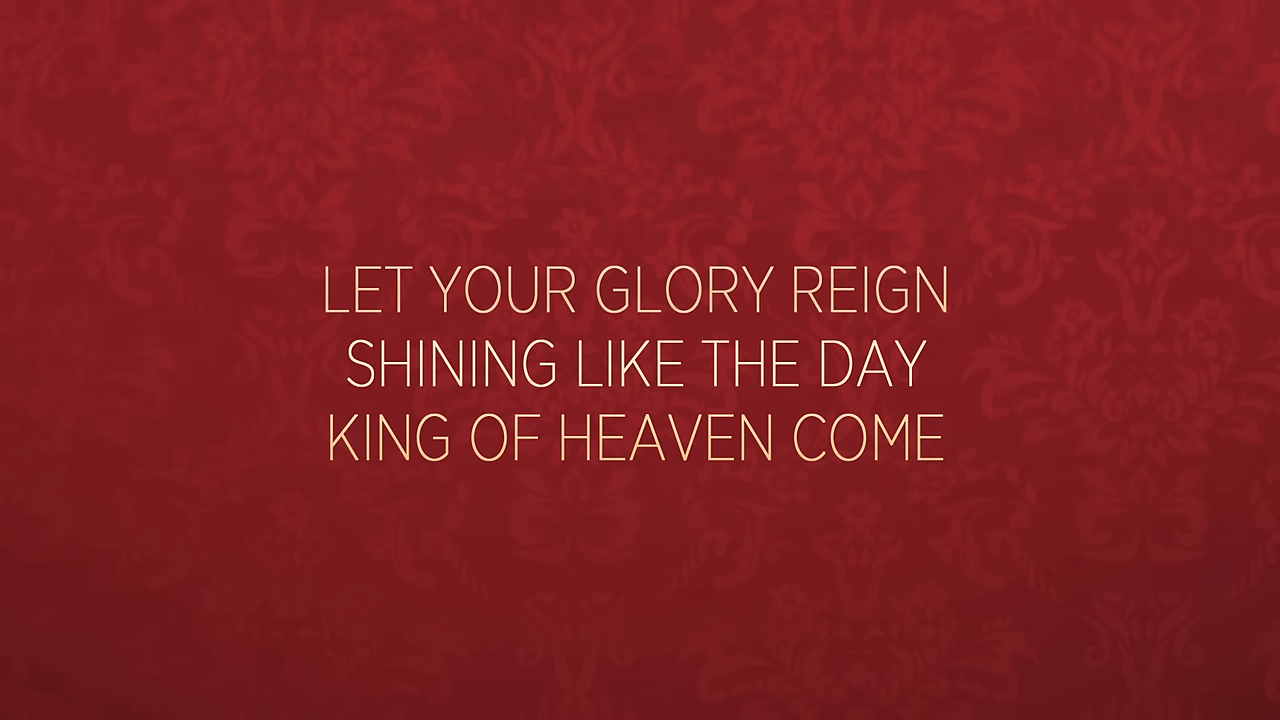 LET YOUR GLORY REIGN
SHINING LIKE THE DAY
KING OF HEAVEN COME